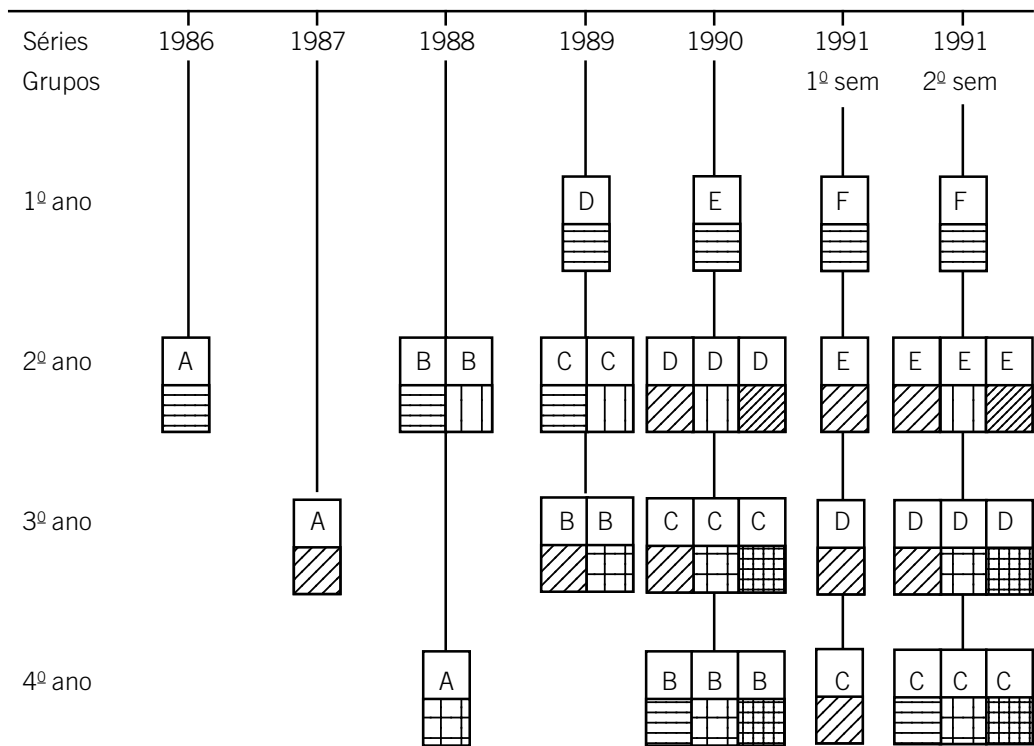 Séries 1986 1987 1988 1989 1990 1991 1991
Grupos 1º sem 2º sem
1º ano D E F F
2º ano A B B C C D D D E E E E
3º ano A B B C C C D D D D
4º ano A B B B C C C C